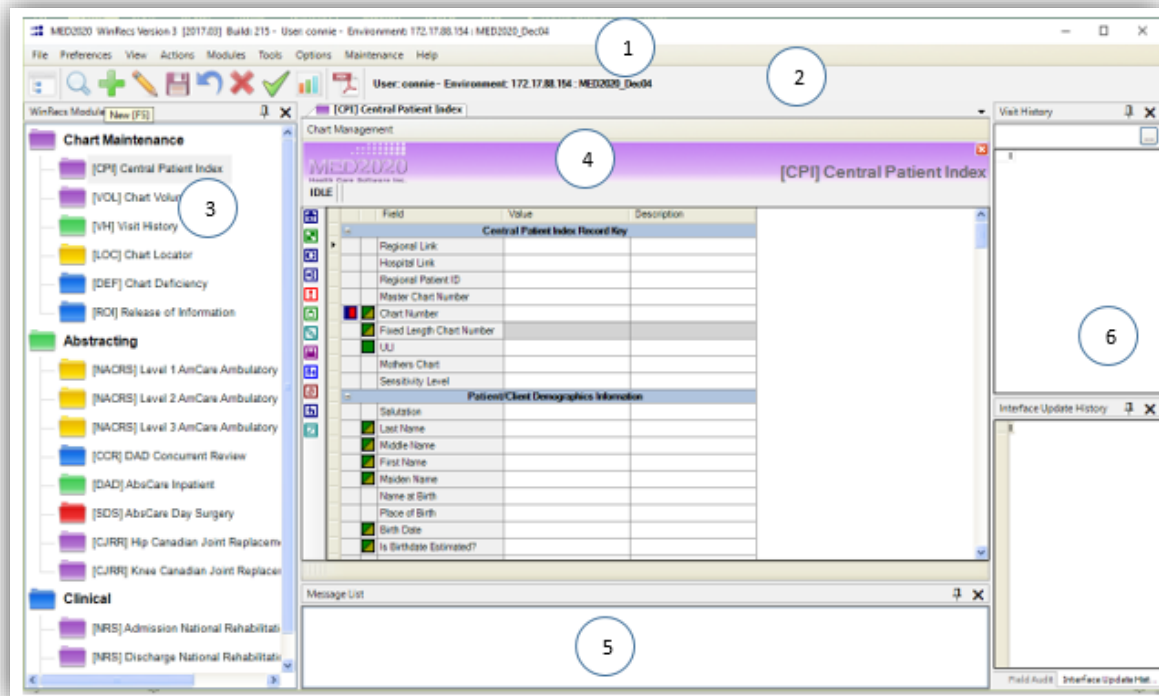 MED2020 WinRecs Version 3 [2017.03] Build: 215 - User: connie - Environment: 172.17.88.154 : MED2020_Dec04
1
File Preferences View Actions Modules Tools Options Maintenance Help
2
User: connie - Environment: 172.17.88.154 : MED2020_Dec04
WinRecs Module
New [F5]
Chart Maintenance
[CPI] Central Patient Index
[VOL] Chart Volu
3
[VH] Visit History
[LOC] Chart Locator
[DEF] Chart Deficiency
[ROI] Release of Information
Abstracting
[NACRS] Level 1 AmCare Ambulatory
[NACRS] Level 2 AmCare Ambulatory
[NACRS] Level 3 AmCare Ambulatory
[CCR] DAD Concurrent Review
[DAD] AbsCare Inpatient
[SDS] AbsCare Day Surgery
[CJRR] Hip Canadian Joint Replacem
[CJRR] Knee Canadian Joint Replacer
Clinical
[NRS] Admission National Rehabilitati
[NRS] Discharge National Rehabilitatio
[CPI] Central Patient Index
Chart Management
4
MED2020
Health Care Software Inc.
[CPI] Central Patient Index
IDLE
Field Value Description
Central Patient Index Record Key
Regional Link
Hospital Link
Regional Patient ID
Master Chart Number
Chart Number
Fixed Length Chart Number
ULI
Mothers Chart
Sensitivity Level
Patient/Client Demographics Information
Salutation
Last Name
Middle Name
First Name
Maiden Name
Name at Birth
Place of Birth
Birth Date
Is Birthdate Estimated?
Message List
5
Visit History
...
6
Interface Update History
Field Audit Interface Update Hist...